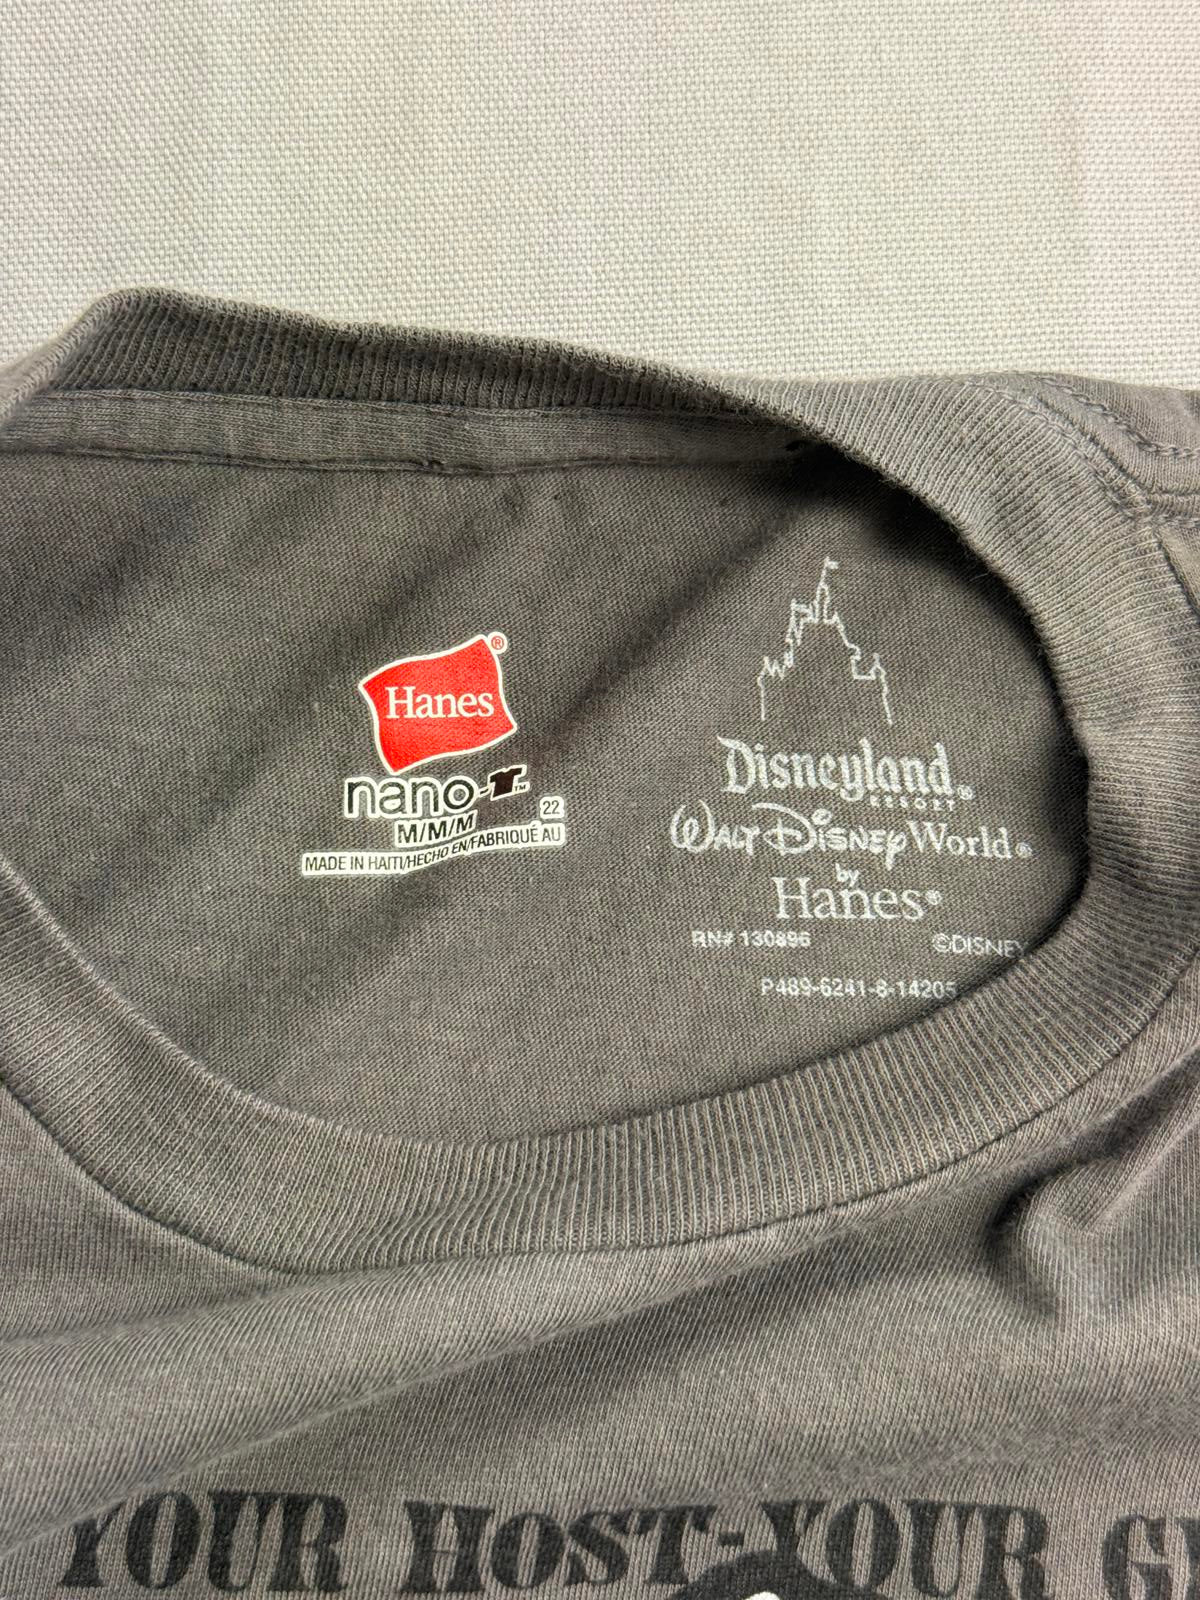 Hanes®
nano-T™
22
M/M/M
MADE IN HAITI/HECHO EN/FABRIQUÉ AU
Disneyland®
RESORT
Walt Disney World®
by
Hanes®
RN# 130896 ©DISNEY
P489-6241-8-14205
YOUR HOST-YOUR